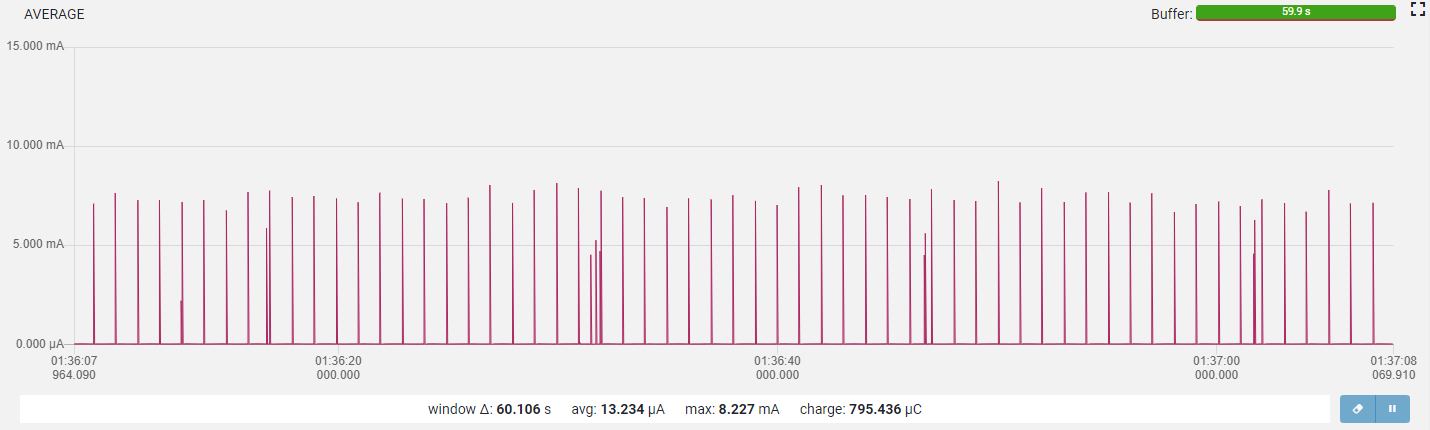 AVERAGE Buffer: 59.9 s
15.000 mA
10.000 mA
5.000 mA
0.000 µA
01:36:07 01:36:20 01:36:40 01:37:00 01:37:08
964.090 000.000 000.000 000.000 069.910
window Δ: 60.106 s avg: 13.234 µA max: 8.227 mA charge: 795.436 µC